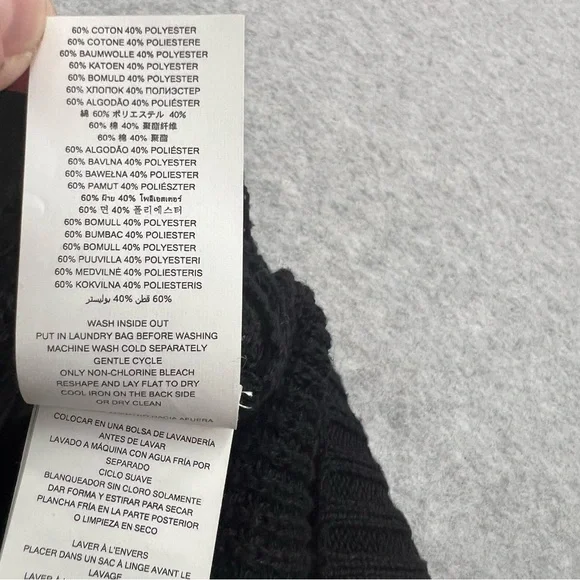 60% COTON 40% POLYESTER
60% COTONE 40% POLIESTERE
60% BAUMWOLLE 40% POLYESTER
60% KATOEN 40% POLYESTER
60% BOMULD 40% POLYESTER
60% ХЛОПОК 40% ПОЛИЭСТЕР
60% ALGODÃO 40% POLIÉSTER
綿 60% ポリエステル 40%
60% 棉 40% 聚酯纤维
60% 棉 40% 聚酯
60% ALGODÃO 40% POLIÉSTER
60% BAVLNA 40% POLYESTER
60% BAWEŁNA 40% POLYESTER
60% PAMUT 40% POLIÉSZTER
60% ฝ้าย 40% โพลีเอสเตอร์
60% 면 40% 폴리에스터
60% BOMULL 40% POLYESTER
60% BUMBAC 40% POLYESTER
60% BOMULL 40% POLYESTER
60% PUUVILLA 40% POLYESTERI
60% MEDVILNĖ 40% POLIESTERIS
60% KOKVILNA 40% POLIESTERIS
60% قطن 40% بوليستر
WASH INSIDE OUT
PUT IN LAUNDRY BAG BEFORE WASHING
MACHINE WASH COLD SEPARATELY
GENTLE CYCLE
ONLY NON-CHLORINE BLEACH
RESHAPE AND LAY FLAT TO DRY
COOL IRON ON THE BACK SIDE
OR DRY CLEAN
HACIA AFUERA
COLOCAR EN UNA BOLSA DE LAVANDERÍA
ANTES DE LAVAR
LAVADO A MÁQUINA CON AGUA FRÍA POR
SEPARADO
CICLO SUAVE
BLANQUEADOR SIN CLORO SOLAMENTE
DAR FORMA Y ESTIRAR PARA SECAR
PLANCHA FRÍA EN LA PARTE POSTERIOR
O LIMPIEZA EN SECO
LAVER À L'ENVERS
PLACER DANS UN SAC À LINGE AVANT LE
LAVAGE